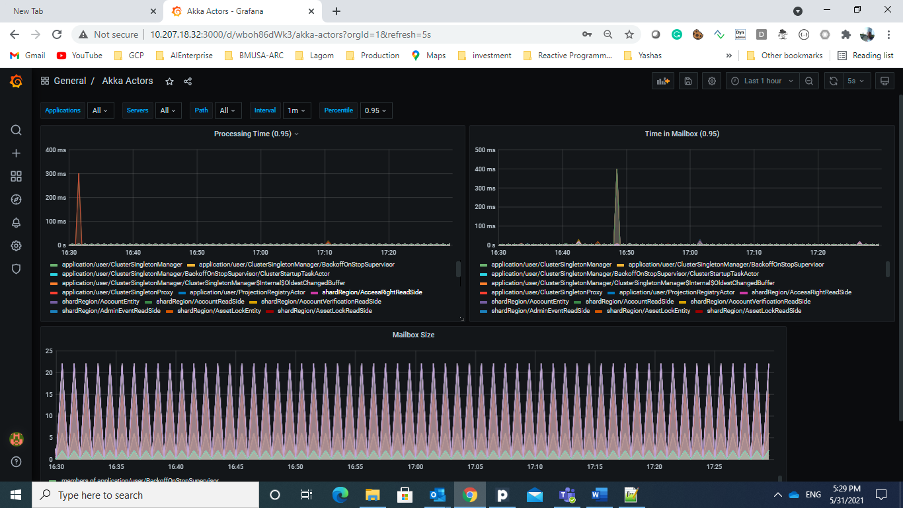 New Tab
Akka Actors - Grafana
Not secure 10.207.18.32:3000/d/wboh86dWk3/akka-actors?orgId=1&refresh=5s
Gmail YouTube GCP AIEnterprise BMUSA-ARC Lagom Production Maps investment Reactive Programm... Yashas » Other bookmarks Reading list
General / Akka Actors Last 1 hour 5s
Applications All Servers All Path All Interval 1m Percentile 0.95
Processing Time (0.95)
400 ms
300 ms
200 ms
100 ms
0 s
16:30 16:40 16:50 17:00 17:10 17:20
application/user/ClusterSingletonManager application/user/ClusterSingletonManager/BackoffOnStopSupervisor
application/user/ClusterSingletonManager/BackoffOnStopSupervisor/ClusterStartupTaskActor
application/user/ClusterSingletonManager/ClusterSingletonManager$Internal$OldestChangedBuffer
application/user/ClusterSingletonProxy application/user/ProjectionRegistryActor shardRegion/AccessRightReadSide
shardRegion/AccountEntity shardRegion/AccountReadSide shardRegion/AccountVerificationReadSide
shardRegion/AdminEventReadSide shardRegion/AssetLockEntity shardRegion/AssetLockReadSide
Time in Mailbox (0.95)
500 ms
400 ms
300 ms
200 ms
100 ms
0 s
16:30 16:40 16:50 17:00 17:10 17:20
application/user/ClusterSingletonManager application/user/ClusterSingletonManager/BackoffOnStopSupervisor
application/user/ClusterSingletonManager/BackoffOnStopSupervisor/ClusterStartupTaskActor
application/user/ClusterSingletonManager/ClusterSingletonManager$Internal$OldestChangedBuffer
application/user/ClusterSingletonProxy application/user/ProjectionRegistryActor shardRegion/AccessRightReadSide
shardRegion/AccountEntity shardRegion/AccountReadSide shardRegion/AccountVerificationReadSide
shardRegion/AdminEventReadSide shardRegion/AssetLockEntity shardRegion/AssetLockReadSide
Mailbox Size
25
20
15
10
5
0
16:30 16:35 16:40 16:45 16:50 16:55 17:00 17:05 17:10 17:15 17:20 17:25
members of application/user/BackoffOnStopSupervisor
Type here to search
ENG
5:29 PM
5/31/2021